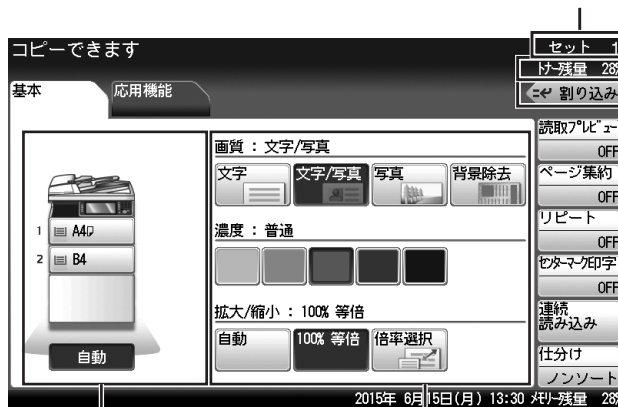 コピーできます
セット 1
トナー残量 28%
割り込み
基本 応用機能
画質 : 文字/写真
文字 文字/写真 写真 背景除去
濃度 : 普通
拡大/縮小 : 100% 等倍
自動 100% 等倍 倍率選択
1 A4
2 B4
自動
読取プレビュー
OFF
ページ集約
OFF
リピート
OFF
センターマーク印字
OFF
連続
読み込み
仕分け
ノンソート
2015年 6月15日(月) 13:30 メモリー残量 28%